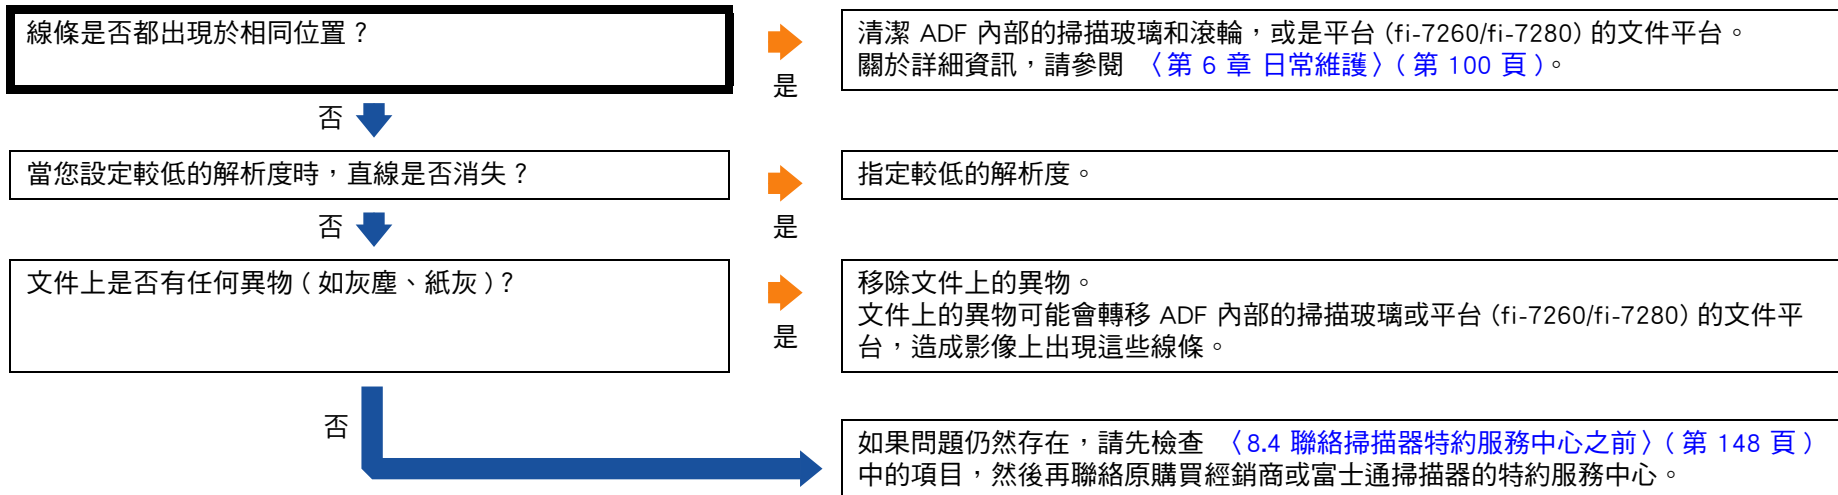 線條是否都出現於相同位置？
是
清潔 ADF 內部的掃描玻璃和滾輪，或是平台 (fi-7260/fi-7280) 的文件平台。
關於詳細資訊，請參閱 〈第 6 章 日常維護〉( 第 100 頁 )。
否
當您設定較低的解析度時，直線是否消失？
是
指定較低的解析度。
否
文件上是否有任何異物 ( 如灰塵、紙灰 )？
是
移除文件上的異物。
文件上的異物可能會轉移 ADF 內部的掃描玻璃或平台 (fi-7260/fi-7280) 的文件平
台，造成影像上出現這些線條。
否
如果問題仍然存在，請先檢查 〈8.4 聯絡掃描器特約服務中心之前〉( 第 148 頁 )
中的項目，然後再聯絡原購買經銷商或富士通掃描器的特約服務中心。